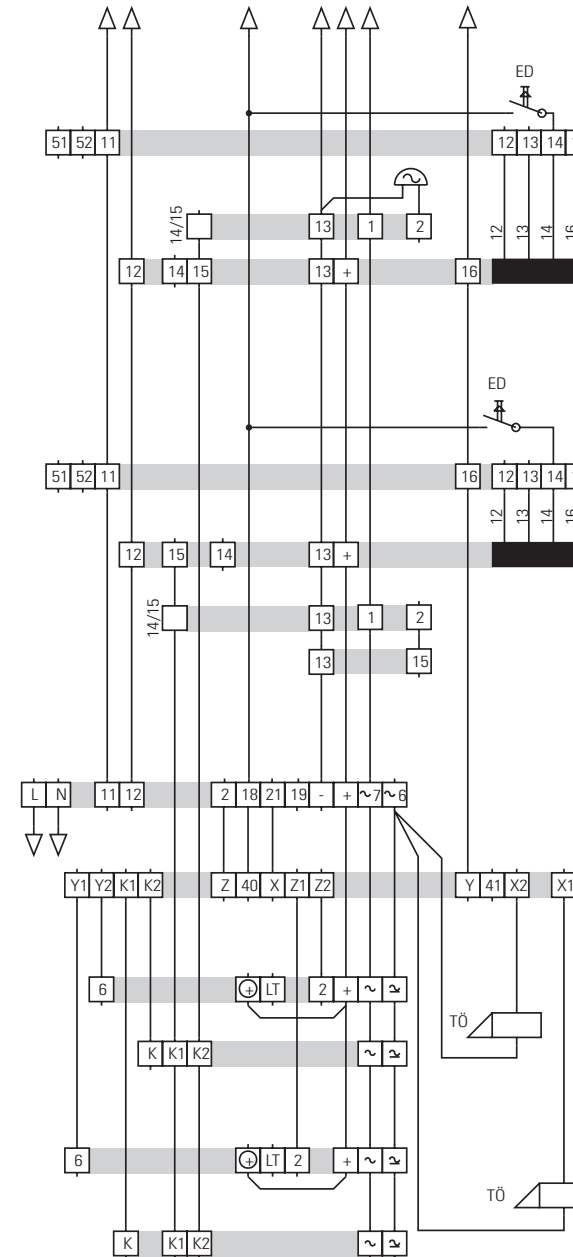 ED
51 52 11 12 13 14
14/15 13 1 2
12 13 14 16
12 14 15 13 + 16
ED
51 52 11 16 12 13 14
12 13 14 16
12 15 14 13 +
14/15 13 1 2
13 15
L N 11 12 2 18 21 19 - + ~7 ~6
Y1 Y2 K1 K2 Z 40 X Z1 Z2 Y 41 X2 X1
6 + LT 2 + ~ ~
TÖ
K K1 K2 ~ ~
6 + LT 2 + ~ ~
TÖ
K K1 K2 ~ ~